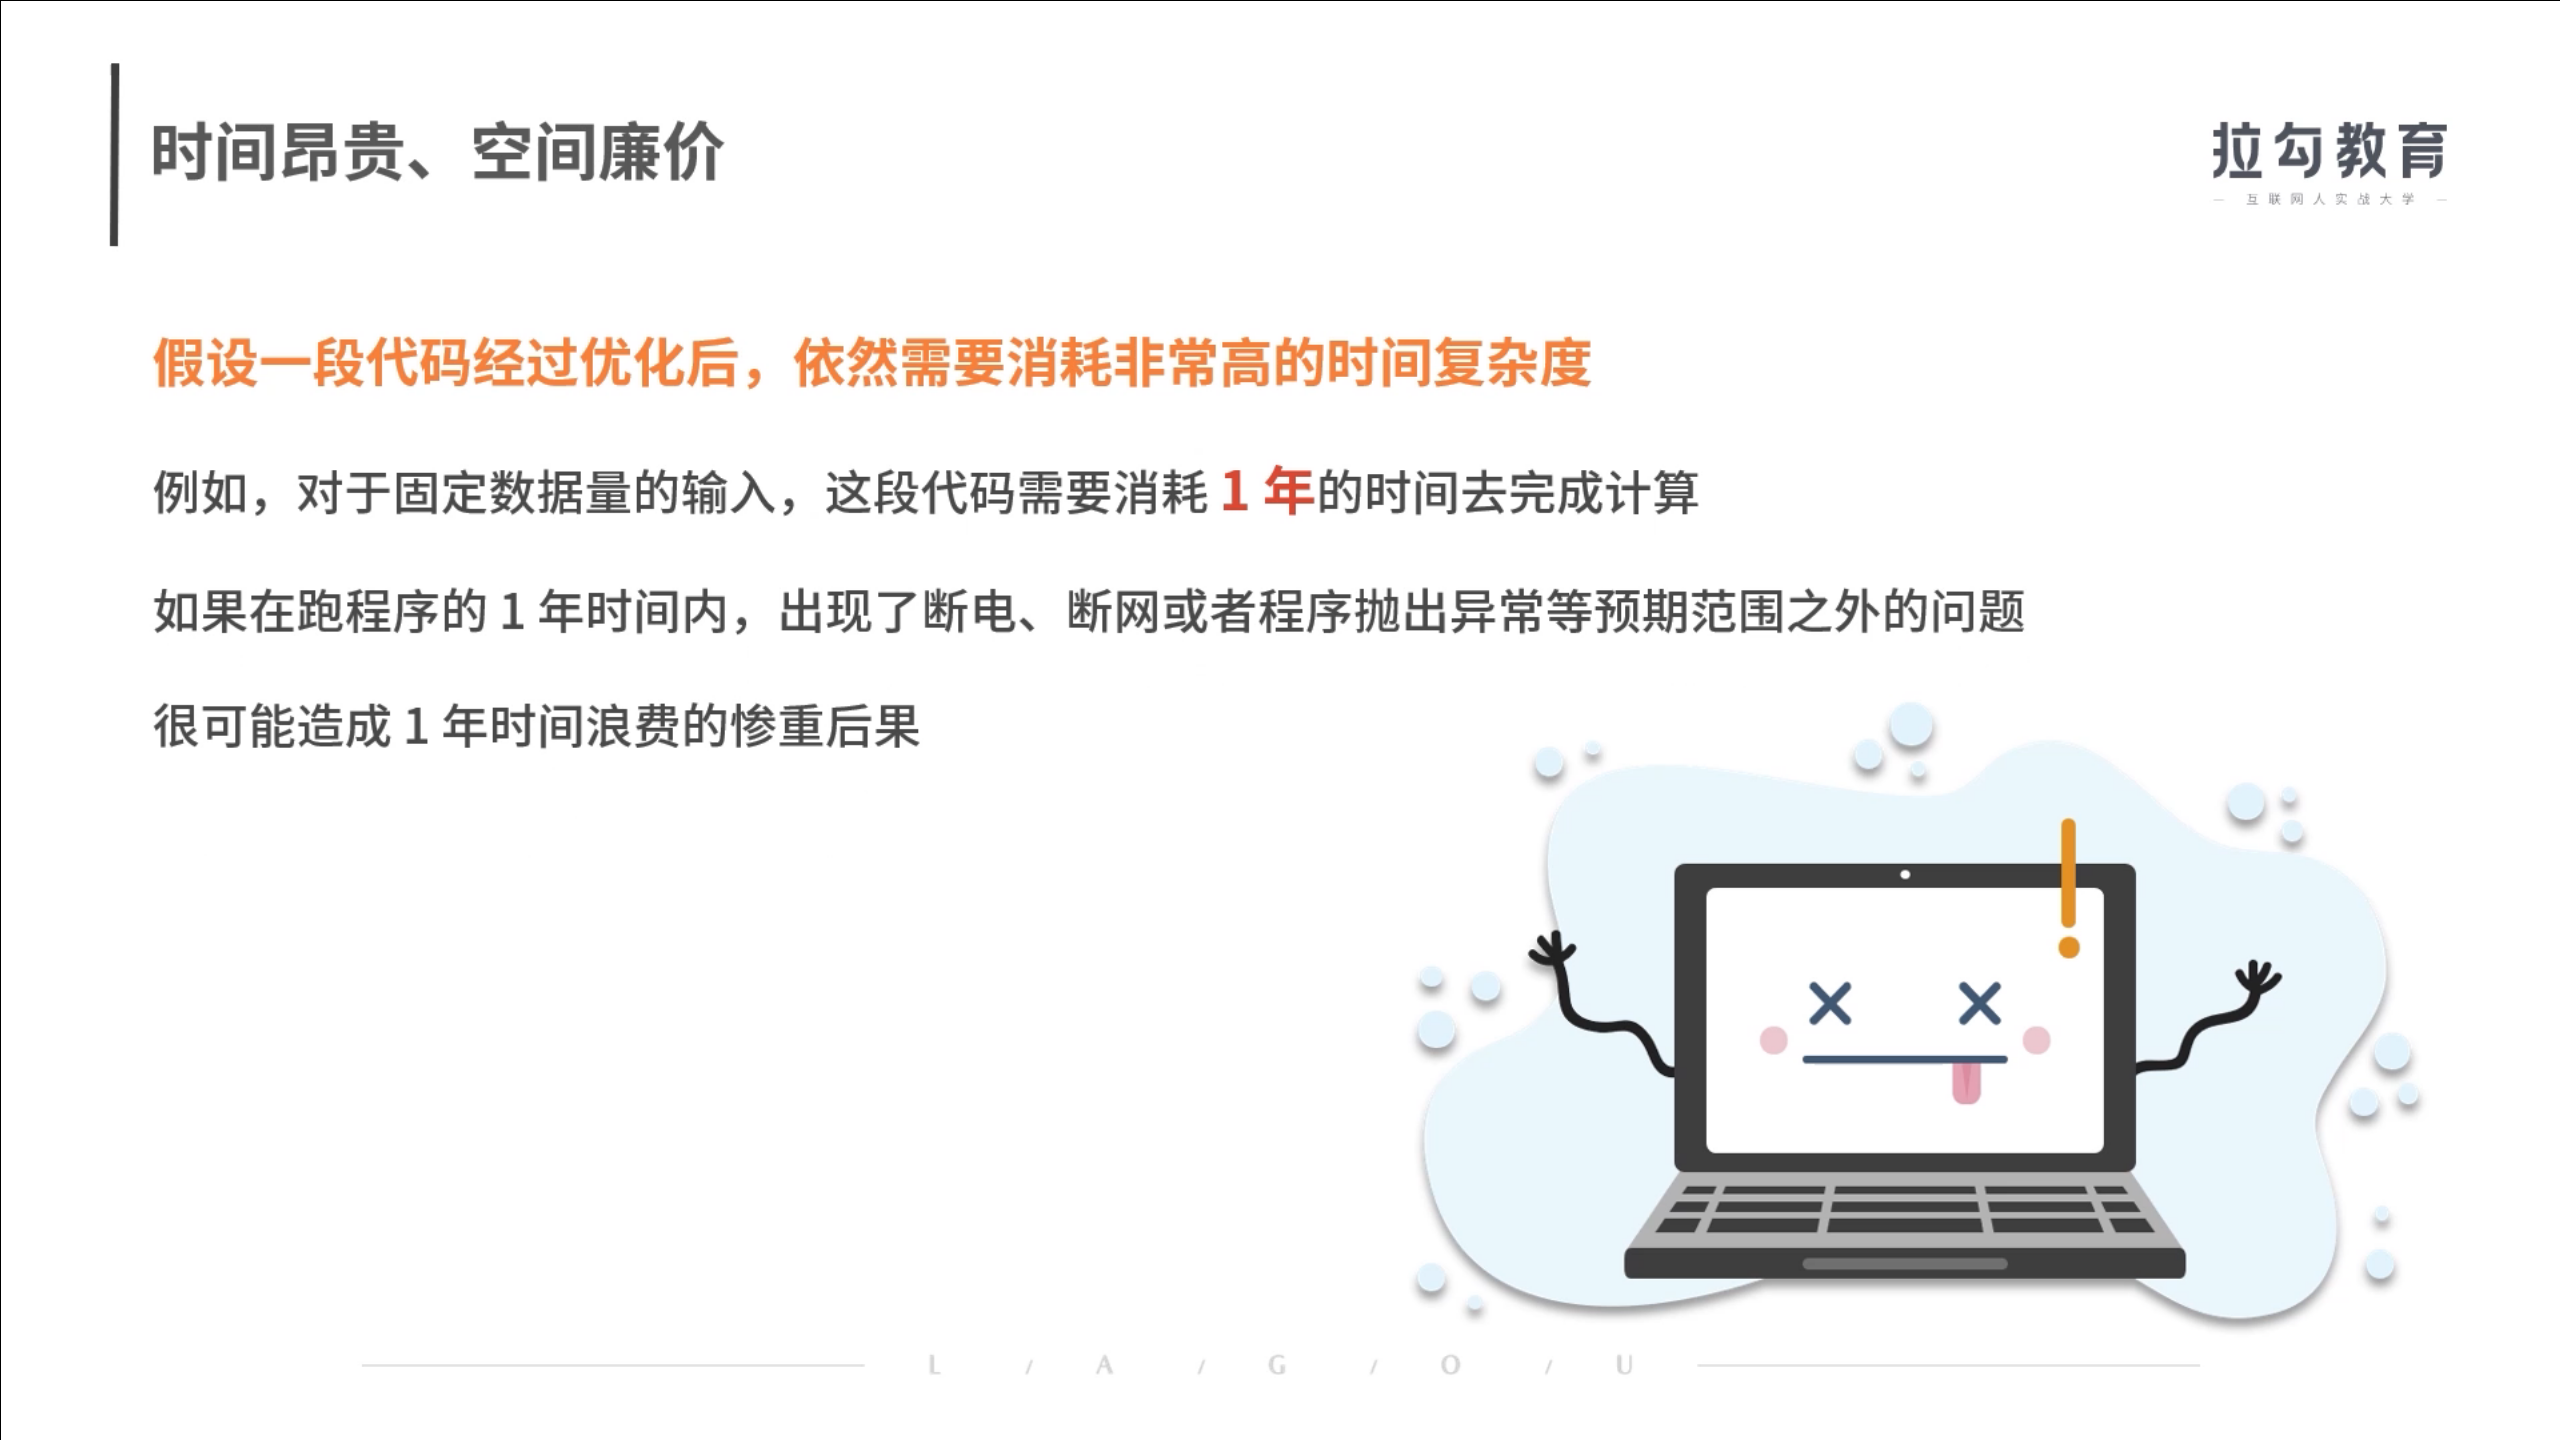 时间昂贵、空间廉价
拉勾教育
— 互联网人实战大学 —
假设一段代码经过优化后，依然需要消耗非常高的时间复杂度
例如，对于固定数据量的输入，这段代码需要消耗 1 年的时间去完成计算
如果在跑程序的 1 年时间内，出现了断电、断网或者程序抛出异常等预期范围之外的问题
很可能造成 1 年时间浪费的惨重后果
L / A / G / O / U